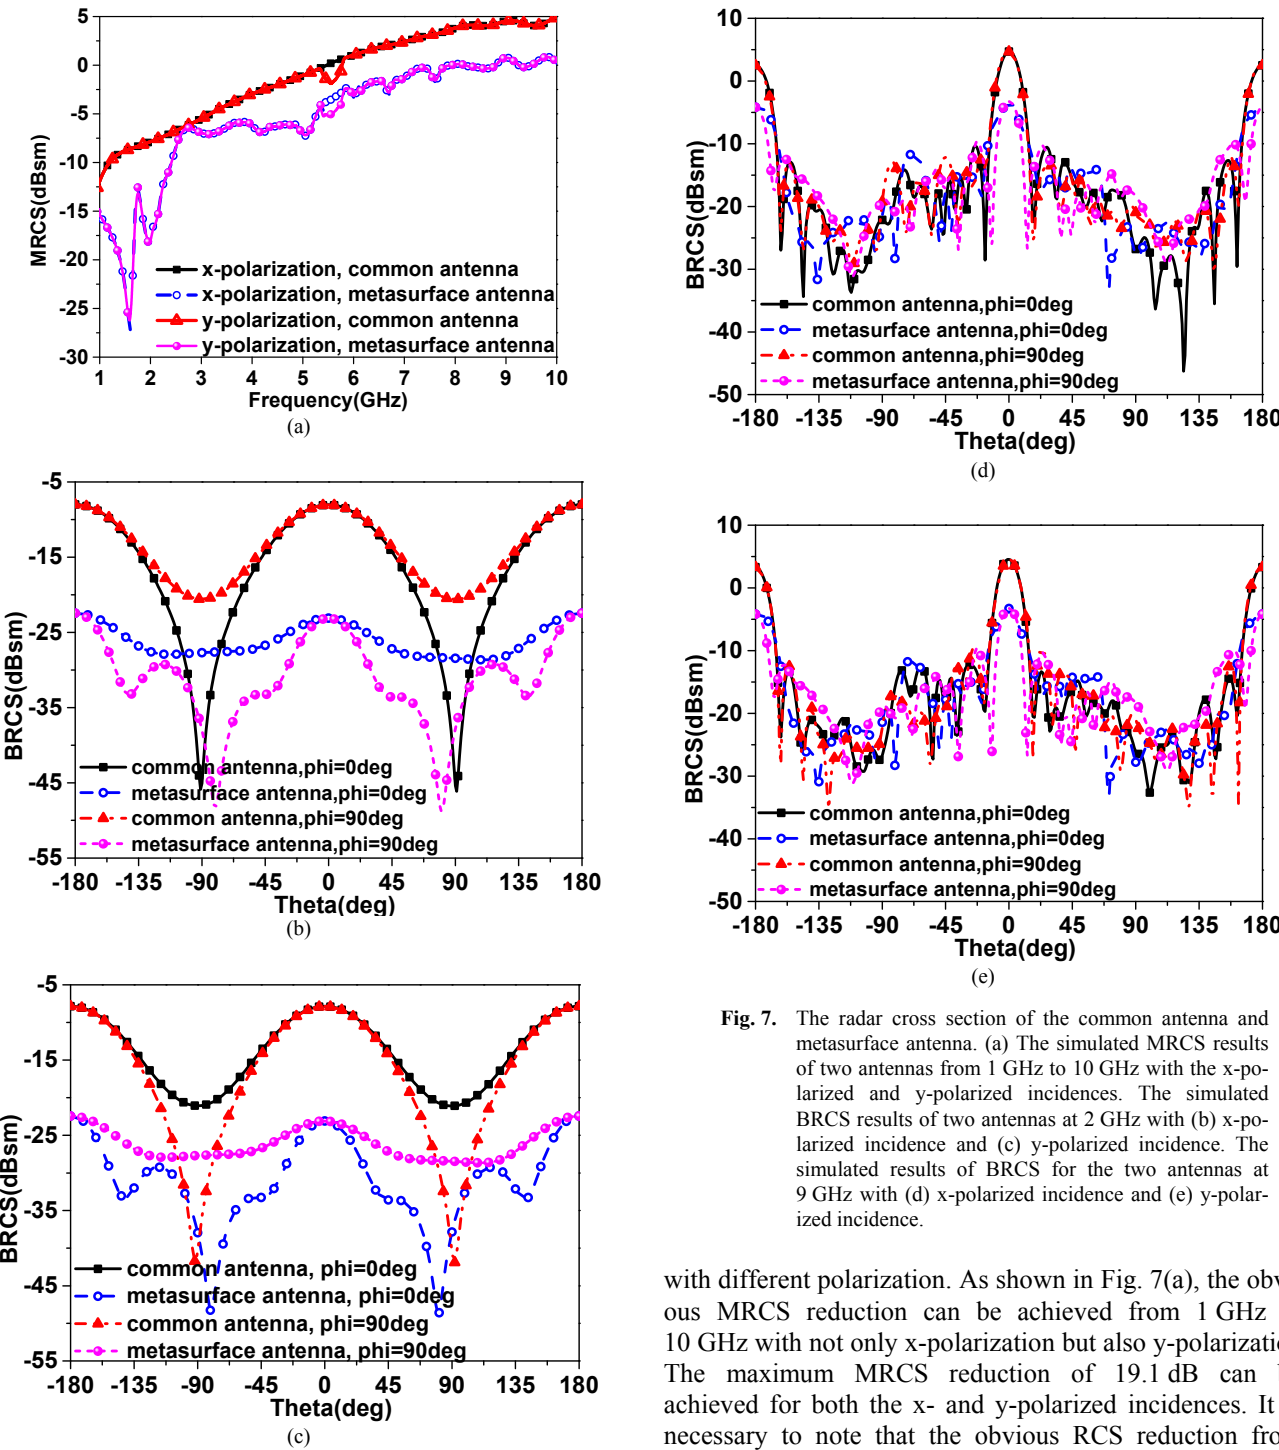 5
0
-5
-10
-15
-20
-25
-30
MRCS(dBsm)
x-polarization, common antenna
x-polarization, metasurface antenna
y-polarization, common antenna
y-polarization, metasurface antenna
1 2 3 4 5 6 7 8 9 10
Frequency(GHz)
(a)
-5
-15
-25
-35
-45
-55
BRCS(dBsm)
common antenna,phi=0deg
metasurface antenna,phi=0deg
common antenna,phi=90deg
metasurface antenna,phi=90deg
-180 -135 -90 -45 0 45 90 135 180
Theta(deg)
(b)
-5
-15
-25
-35
-45
-55
BRCS(dBsm)
common antenna, phi=0deg
metasurface antenna, phi=0deg
common antenna, phi=90deg
metasurface antenna, phi=90deg
-180 -135 -90 -45 0 45 90 135 180
Theta(deg)
(c)
10
0
-10
-20
-30
-40
-50
BRCS(dBsm)
common antenna,phi=0deg
metasurface antenna,phi=0deg
common antenna,phi=90deg
metasurface antenna,phi=90deg
-180 -135 -90 -45 0 45 90 135 180
Theta(deg)
(d)
10
0
-10
-20
-30
-40
-50
BRCS(dBsm)
common antenna,phi=0deg
metasurface antenna,phi=0deg
common antenna,phi=90deg
metasurface antenna,phi=90deg
-180 -135 -90 -45 0 45 90 135 180
Theta(deg)
(e)
Fig. 7. The radar cross section of the common antenna and
metasurface antenna. (a) The simulated MRCS results
of two antennas from 1 GHz to 10 GHz with the x-po-
larized and y-polarized incidences. The simulated
BRCS results of two antennas at 2 GHz with (b) x-po-
larized incidence and (c) y-polarized incidence. The
simulated results of BRCS for the two antennas at
9 GHz with (d) x-polarized incidence and (e) y-polar-
ized incidence.
with different polarization. As shown in Fig. 7(a), the obv
ous MRCS reduction can be achieved from 1 GHz
10 GHz with not only x-polarization but also y-polarizatio
The maximum MRCS reduction of 19.1 dB can
achieved for both the x- and y-polarized incidences. It
necessary to note that the obvious RCS reduction fro